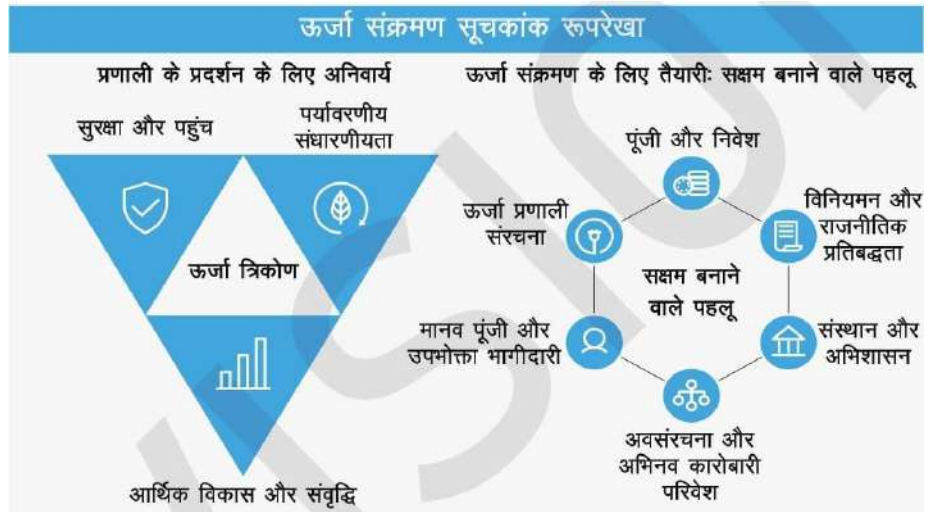 ऊर्जा संक्रमण सूचकांक रूपरेखा
प्रणाली के प्रदर्शन के लिए अनिवार्य
सुरक्षा और पहुंच
पर्यावरणीय
संधारणीयता
ऊर्जा त्रिकोण
आर्थिक विकास और संवृद्धि
ऊर्जा संक्रमण के लिए तैयारीः सक्षम बनाने वाले पहलू
पूंजी और निवेश
विनियमन और
राजनीतिक
प्रतिबद्धता
संस्थान और
अभिशासन
अवसंरचना और
अभिनव कारोबारी
परिवेश
मानव पूंजी और
उपभोक्ता भागीदारी
ऊर्जा प्रणाली
संरचना
सक्षम बनाने
वाले पहलू